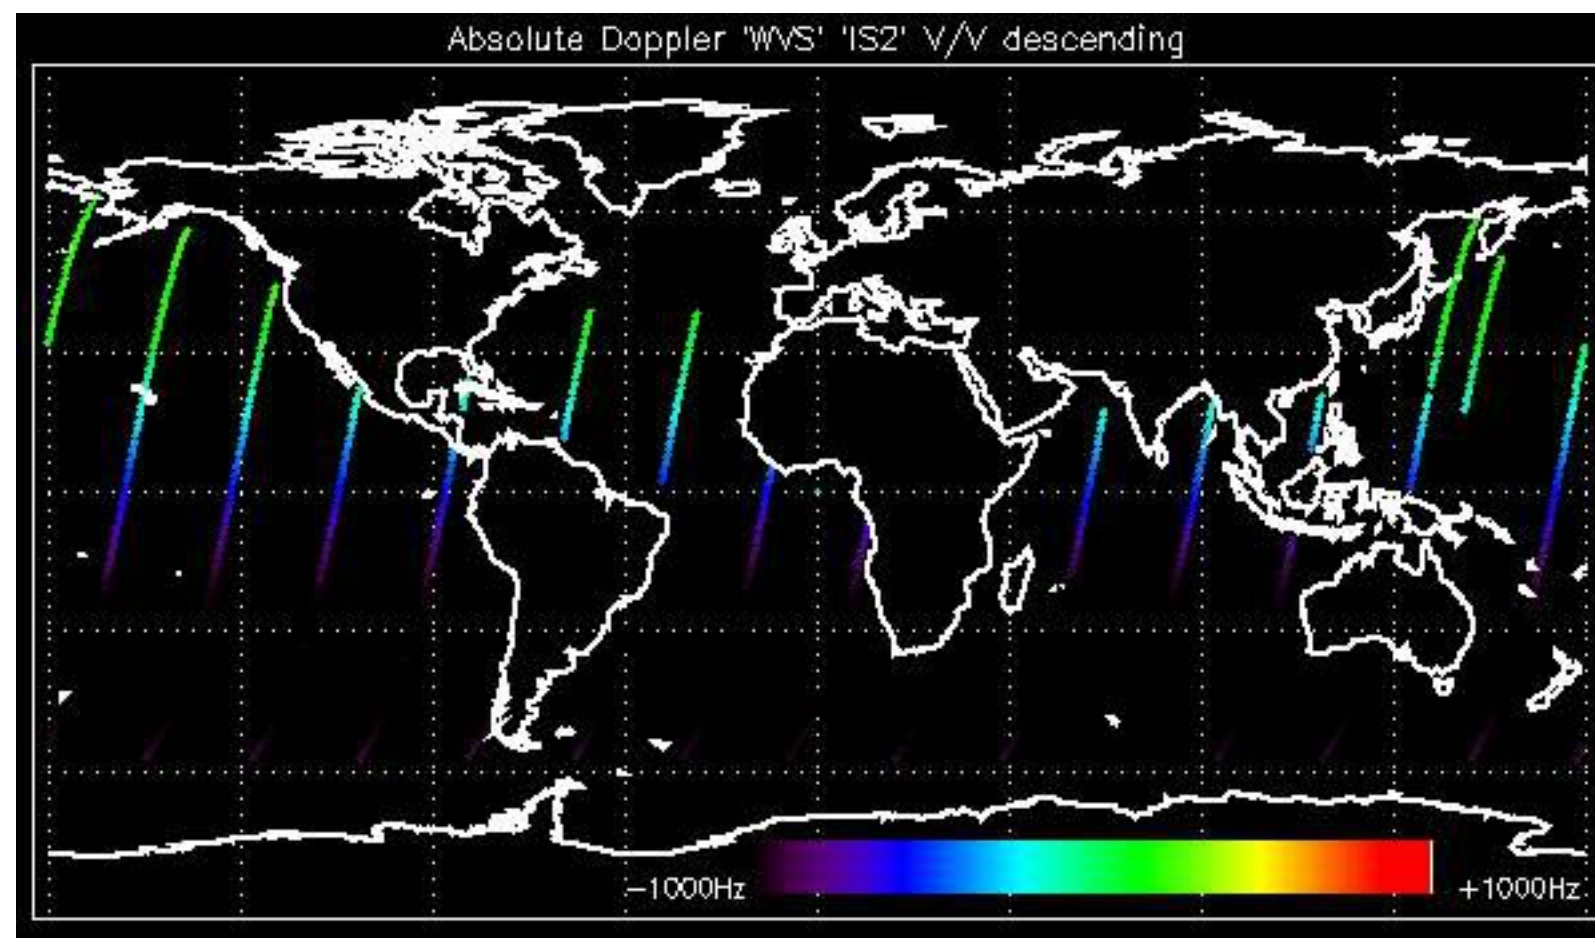 Absolute Doppler 'WVS' 'IS2' V/V descending
−1000Hz
+1000Hz